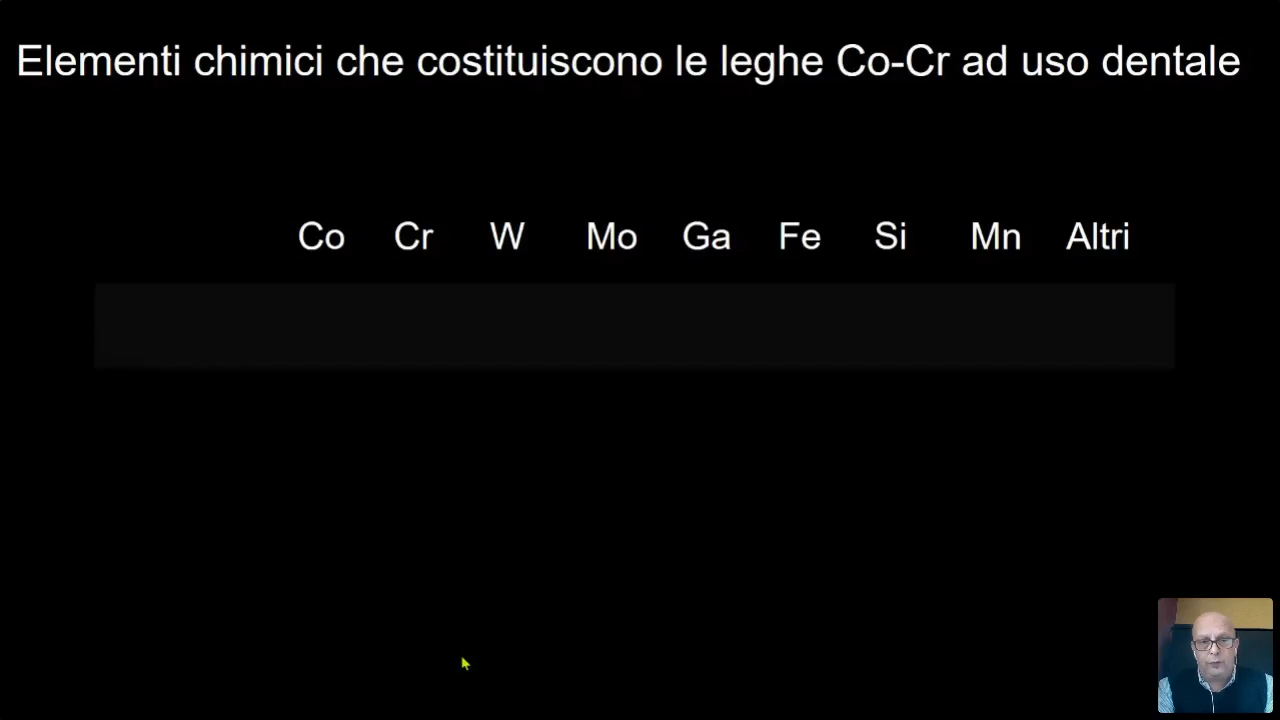 Elementi chimici che costituiscono le leghe Co-Cr ad uso dentale
Co Cr W Mo Ga Fe Si Mn Altri